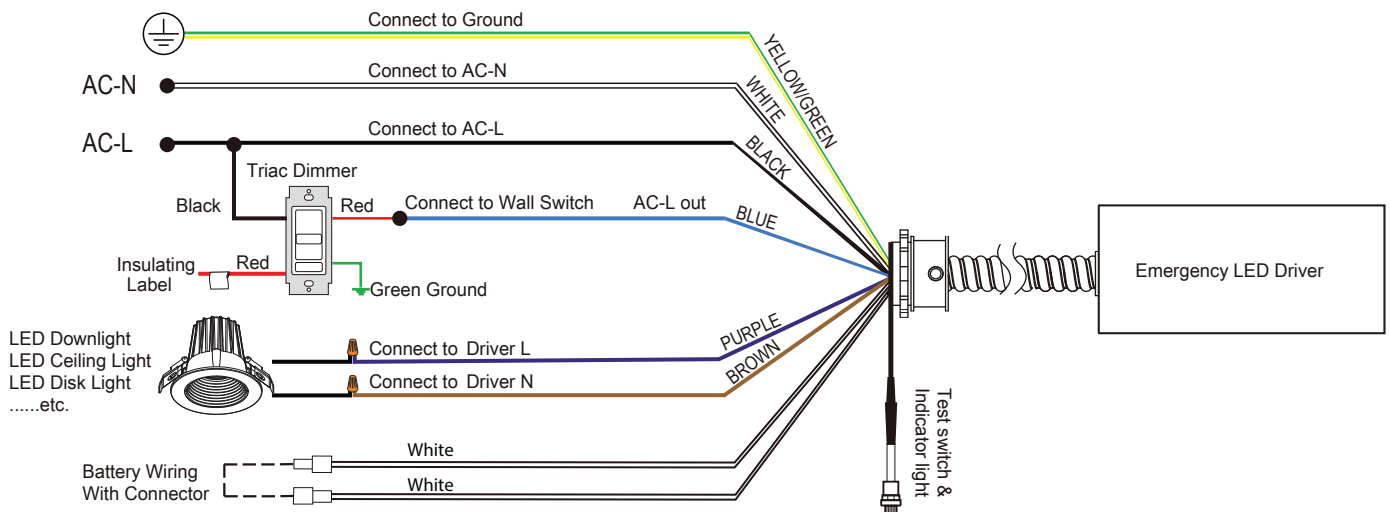 Connect to Ground
YELLOW/GREEN
AC-N
Connect to AC-N
WHITE
AC-L
Connect to AC-L
BLACK
Triac Dimmer
Black
Red
Connect to Wall Switch
AC-L out
BLUE
Insulating
Label
Red
Green Ground
Emergency LED Driver
LED Downlight
LED Ceiling Light
LED Disk Light
......etc.
Connect to Driver L
PURPLE
Connect to Driver N
BROWN
Test switch &
Indicator light
Battery Wiring
With Connector
White
White